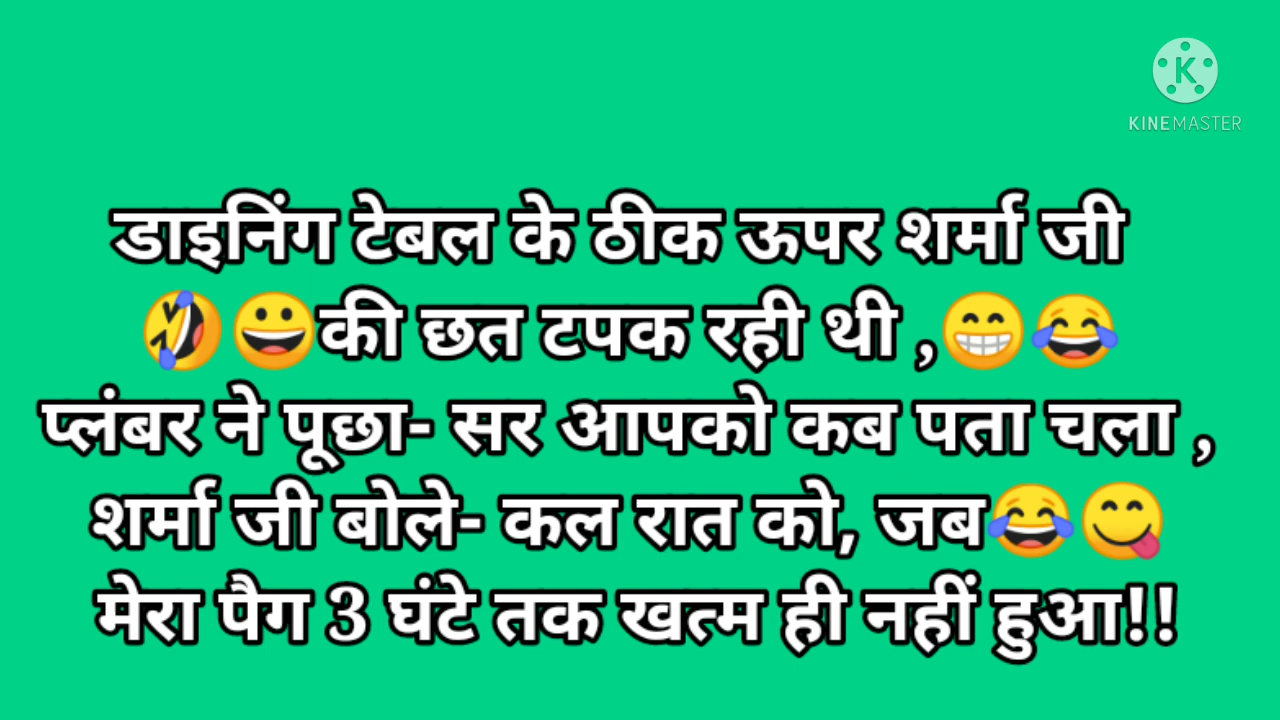 KINEMASTER
डाइनिंग टेबल के ठीक ऊपर शर्मा जी
🤣😀की छत टपक रही थी ,😁😂
प्लंबर ने पूछा- सर आपको कब पता चला ,
शर्मा जी बोले- कल रात को, जब😂😋
मेरा पैग 3 घंटे तक खत्म ही नहीं हुआ!!